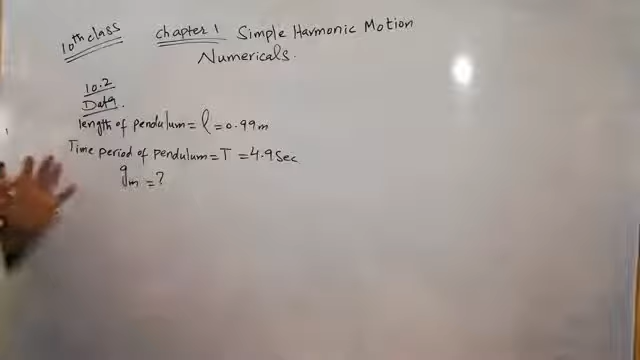 10th class chapter 1 Simple Harmonic Motion
Numericals.
10.2
Data.
length of pendulum = l = 0.99m
Time period of pendulum = T = 4.9 Sec
gm = ?